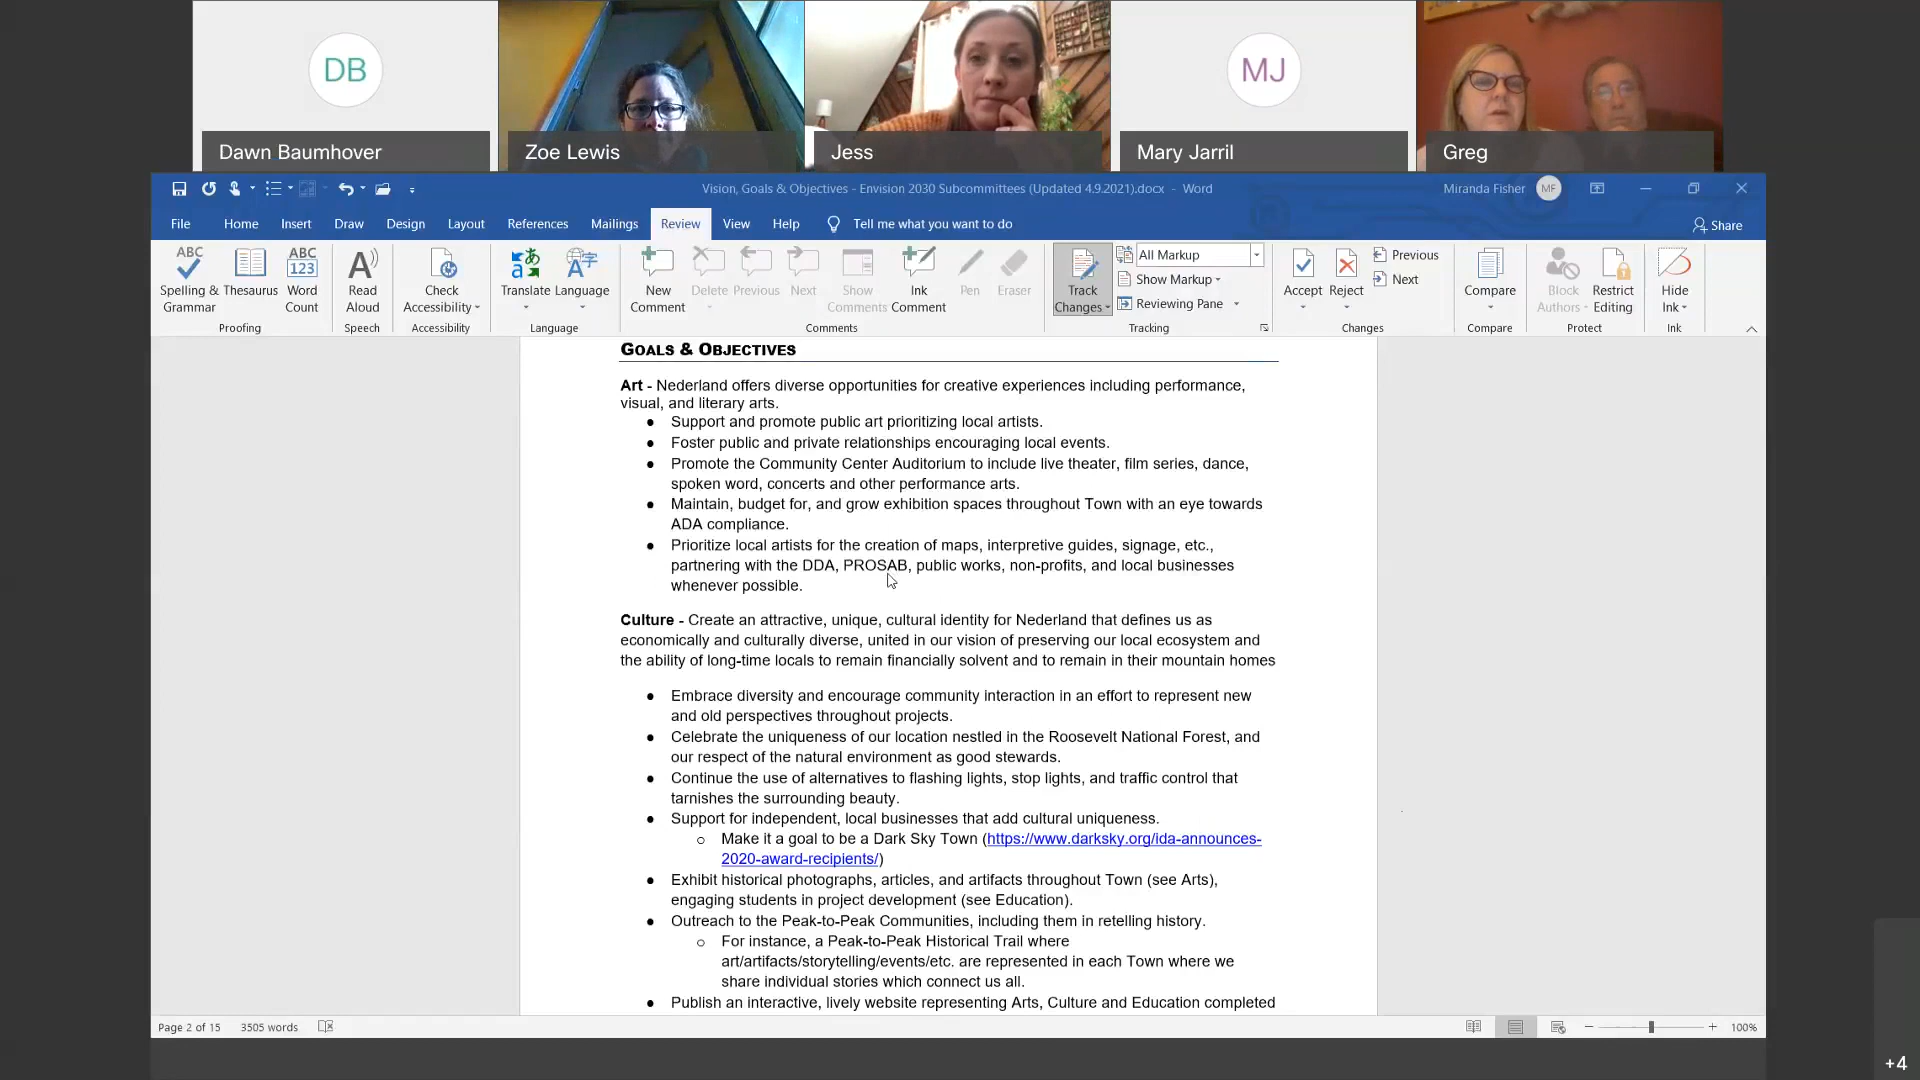 DB
MJ
Dawn Baumhover
Zoe Lewis
Jess
Mary Jarril
Greg
Vision, Goals & Objectives - Envision 2030 Subcommittees (Updated 4.9.2021).docx - Word
Miranda Fisher MF
File Home Insert Draw Design Layout References Mailings Review View Help Tell me what you want to do Share
ABC
ABC
123
Spelling &
Grammar
Thesaurus
Word
Count
Read
Aloud
Check
Accessibility
Translate
Language
New
Comment
Delete
Previous
Next
Show
Comments
Ink
Comment
Pen
Eraser
Track
Changes
All Markup
Show Markup
Reviewing Pane
Accept
Reject
Previous
Next
Compare
Block
Authors
Restrict
Editing
Hide
Ink
Proofing Speech Accessibility Language Comments Tracking Changes Compare Protect Ink
GOALS & OBJECTIVES
Art - Nederland offers diverse opportunities for creative experiences including performance,
visual, and literary arts.
● Support and promote public art prioritizing local artists.
● Foster public and private relationships encouraging local events.
● Promote the Community Center Auditorium to include live theater, film series, dance,
spoken word, concerts and other performance arts.
● Maintain, budget for, and grow exhibition spaces throughout Town with an eye towards
ADA compliance.
● Prioritize local artists for the creation of maps, interpretive guides, signage, etc.,
partnering with the DDA, PROSAB, public works, non-profits, and local businesses
whenever possible.
Culture - Create an attractive, unique, cultural identity for Nederland that defines us as
economically and culturally diverse, united in our vision of preserving our local ecosystem and
the ability of long-time locals to remain financially solvent and to remain in their mountain homes
● Embrace diversity and encourage community interaction in an effort to represent new
and old perspectives throughout projects.
● Celebrate the uniqueness of our location nestled in the Roosevelt National Forest, and
our respect of the natural environment as good stewards.
● Continue the use of alternatives to flashing lights, stop lights, and traffic control that
tarnishes the surrounding beauty.
● Support for independent, local businesses that add cultural uniqueness.
○ Make it a goal to be a Dark Sky Town (https://www.darksky.org/ida-announces-
2020-award-recipients/)
● Exhibit historical photographs, articles, and artifacts throughout Town (see Arts),
engaging students in project development (see Education).
● Outreach to the Peak-to-Peak Communities, including them in retelling history.
○ For instance, a Peak-to-Peak Historical Trail where
art/artifacts/storytelling/events/etc. are represented in each Town where we
share individual stories which connect us all.
● Publish an interactive, lively website representing Arts, Culture and Education completed
Page 2 of 15 3505 words
100%
+4